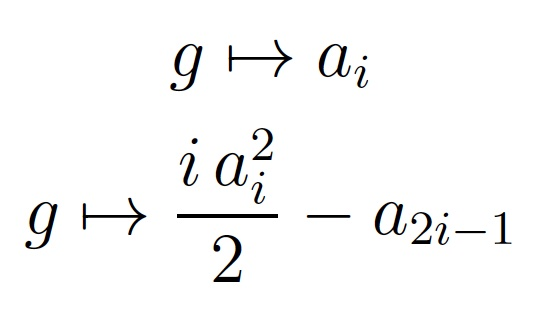 g ↦ a_i
g ↦ \frac{i a_i^2}{2} − a_{2i−1}